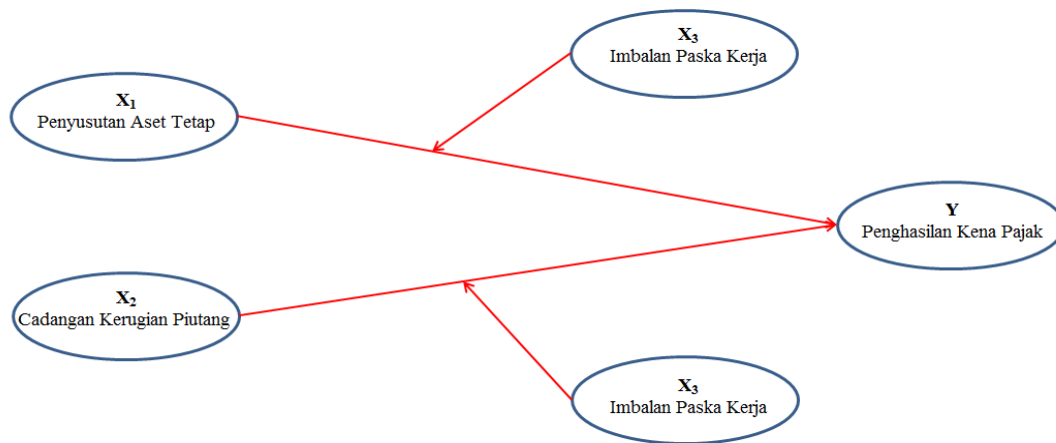 X₃
Imbalan Paska Kerja
X₁
Penyusutan Aset Tetap
Y
Penghasilan Kena Pajak
X₂
Cadangan Kerugian Piutang
X₃
Imbalan Paska Kerja